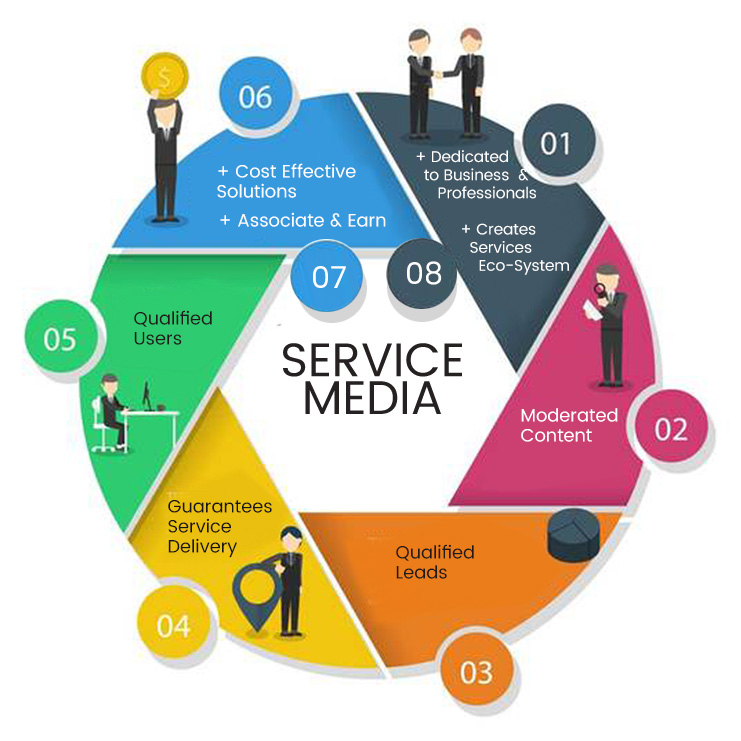 06
+ Cost Effective
Solutions
+ Associate & Earn
01
+ Dedicated
to Business &
Professionals
+ Creates
Services
Eco-System
07
08
05
Qualified
Users
SERVICE
MEDIA
Moderated
Content
02
Guarantees
Service
Delivery
Qualified
Leads
04
03
$